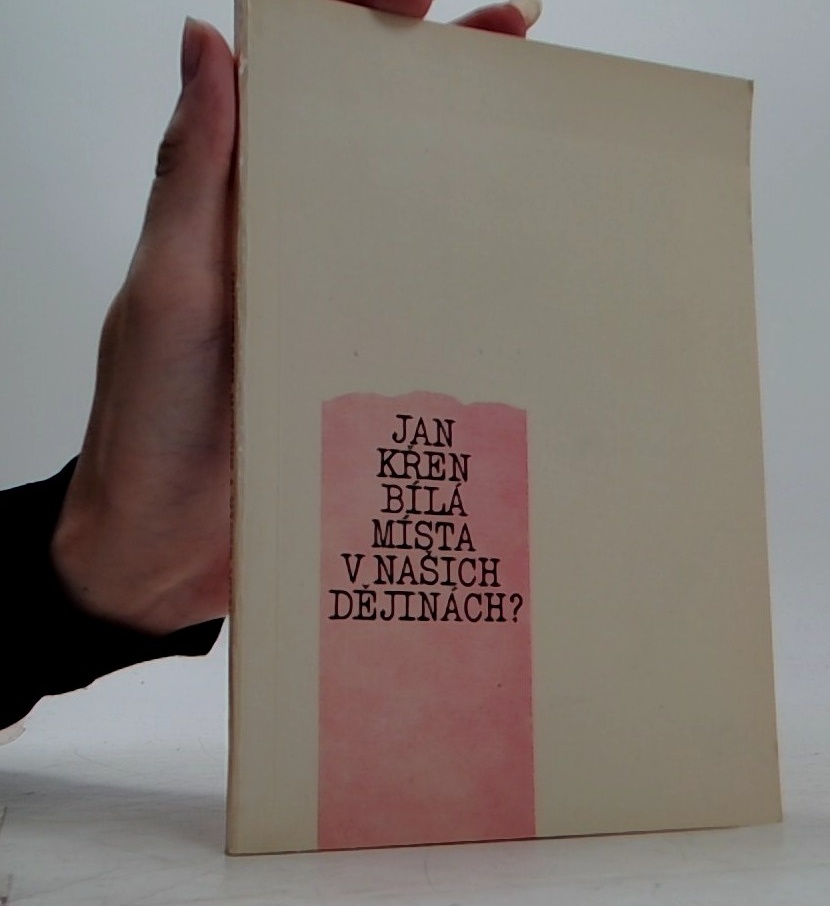 JAN
KŘEN
BÍLÁ
MÍSTA
V NAŠICH
DĚJINÁCH?